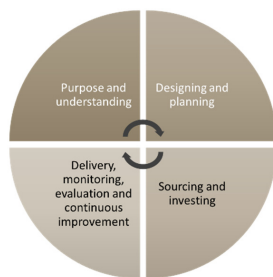 Purpose and
understanding
Designing and
planning
Delivery,
monitoring,
evaluation and
continuous
improvement
Sourcing and
investing